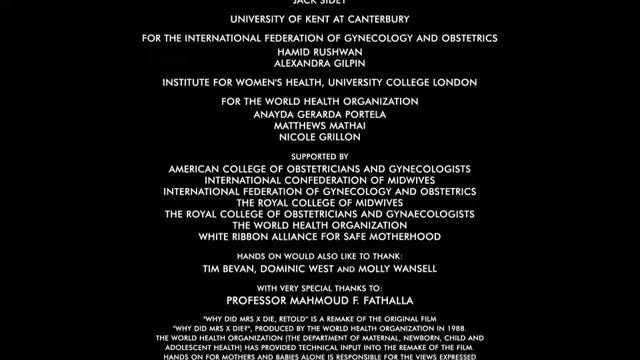 JACK SIDEY
UNIVERSITY OF KENT AT CANTERBURY
FOR THE INTERNATIONAL FEDERATION OF GYNECOLOGY AND OBSTETRICS
HAMID RUSHWAN
ALEXANDRA GILPIN
INSTITUTE FOR WOMEN'S HEALTH, UNIVERSITY COLLEGE LONDON
FOR THE WORLD HEALTH ORGANIZATION
ANAYDA GERARDA PORTELA
MATTHEWS MATHAI
NICOLE GRILLON
SUPPORTED BY
AMERICAN COLLEGE OF OBSTETRICIANS AND GYNECOLOGISTS
INTERNATIONAL CONFEDERATION OF MIDWIVES
INTERNATIONAL FEDERATION OF GYNECOLOGY AND OBSTETRICS
THE ROYAL COLLEGE OF MIDWIVES
THE ROYAL COLLEGE OF OBSTETRICIANS AND GYNAECOLOGISTS
THE WORLD HEALTH ORGANIZATION
WHITE RIBBON ALLIANCE FOR SAFE MOTHERHOOD
HANDS ON WOULD ALSO LIKE TO THANK:
TIM BEVAN, DOMINIC WEST AND MOLLY WANSELL
WITH VERY SPECIAL THANKS TO:
PROFESSOR MAHMOUD F. FATHALLA
"WHY DID MRS X DIE, RETOLD" IS A REMAKE OF THE ORIGINAL FILM
"WHY DID MRS X DIE?", PRODUCED BY THE WORLD HEALTH ORGANIZATION IN 1988.
THE WORLD HEALTH ORGANIZATION (THE DEPARTMENT OF MATERNAL, NEWBORN, CHILD AND
ADOLESCENT HEALTH) HAS PROVIDED TECHNICAL INPUT INTO THE REMAKE OF THE FILM.
HANDS ON FOR MOTHERS AND BABIES ALONE IS RESPONSIBLE FOR THE VIEWS EXPRESSED